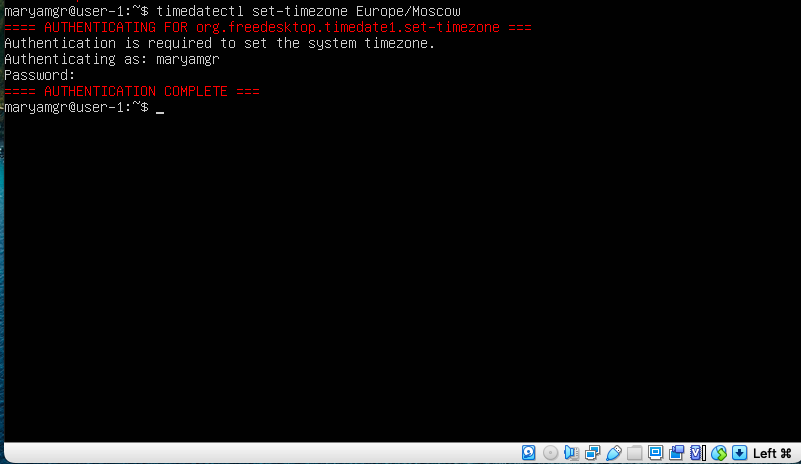 maryamgr@user-1:~$ timedatectl set-timezone Europe/Moscow
==== AUTHENTICATING FOR org.freedesktop.timedate1.set-timezone ===
Authentication is required to set the system timezone.
Authenticating as: maryamgr
Password:
==== AUTHENTICATION COMPLETE ===
maryamgr@user-1:~$ _
Left ⌘